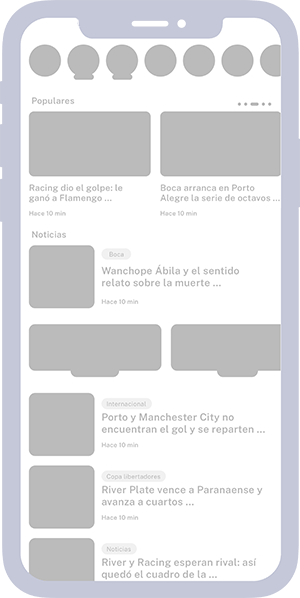 Populares
Racing dio el golpe: le
ganó a Flamengo ...
Hace 10 min
Boca arranca en Porto
Alegre la serie de octavos ...
Hace 10 min
Noticias
Boca
Wanchope Ábila y el sentido
relato sobre la muerte ...
Hace 10 min
Internacional
Porto y Manchester City no
encuentran el gol y se reparten ...
Hace 10 min
Copa libertadores
River Plate vence a Paranaense y
avanza a cuartos ...
Hace 10 min
Noticias
River y Racing esperan rival: así
quedó el cuadro de la ...